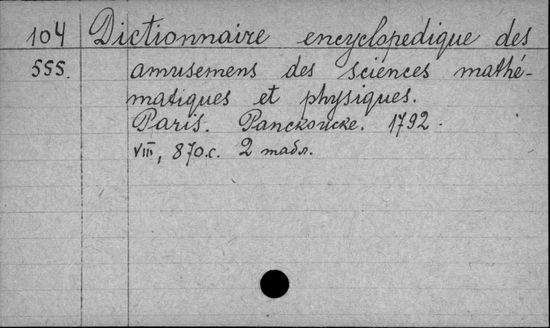 104 Dictionnaire encyclopedique des
555. amusemens des sciences mathé-
matiques et physiques.
Paris. Panckoucke. 1792.
VIII, 870.c. 2 табл.